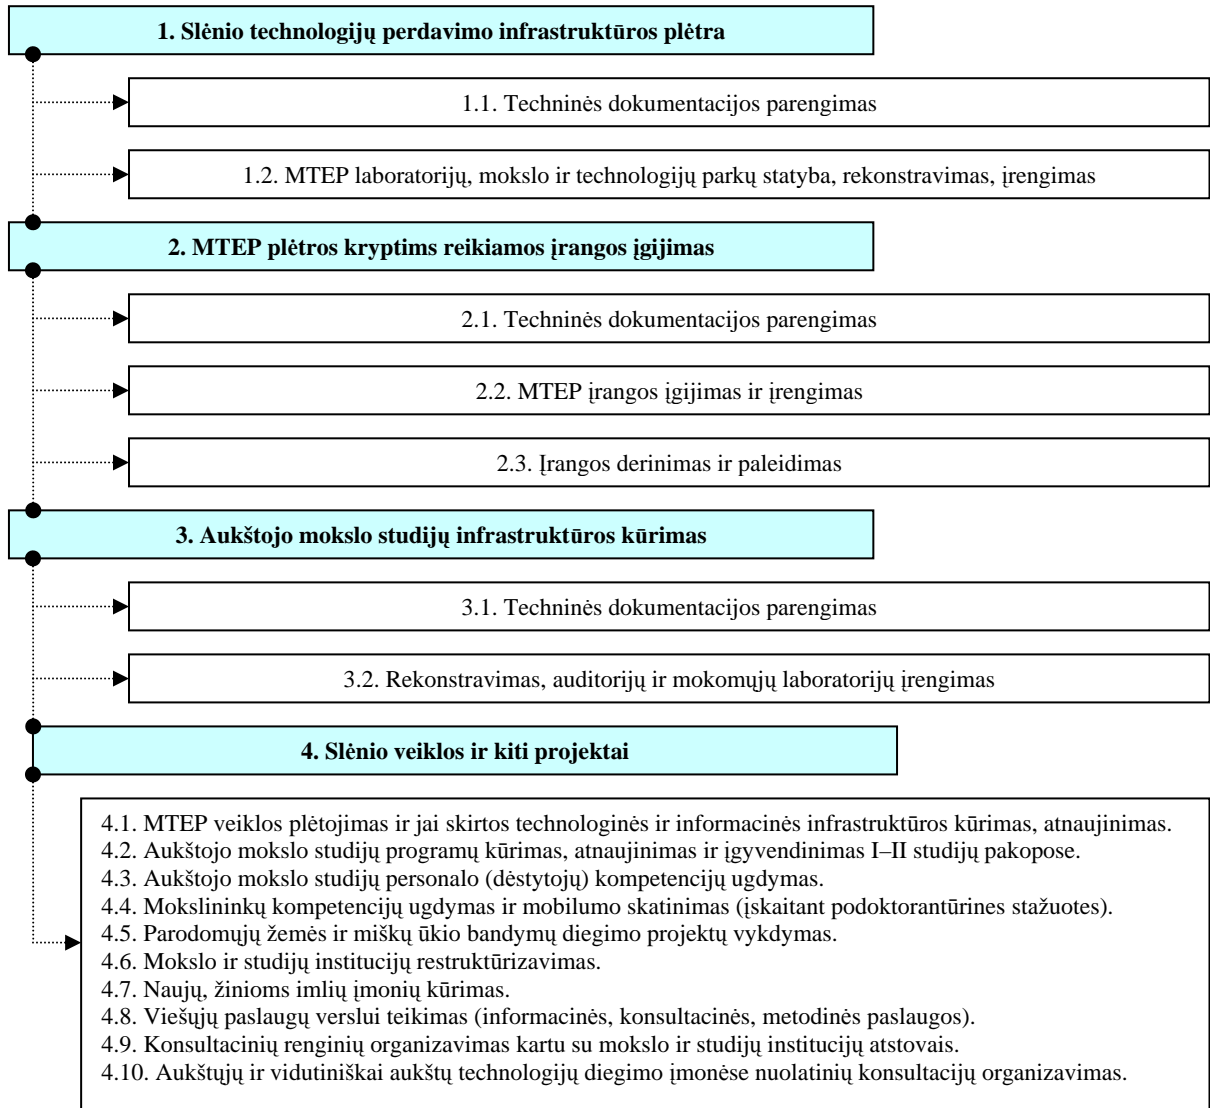 1. Slėnio technologijų perdavimo infrastruktūros plėtra
1.1. Techninės dokumentacijos parengimas
1.2. MTEP laboratorijų, mokslo ir technologijų parkų statyba, rekonstravimas, įrengimas
2. MTEP plėtros kryptims reikiamos įrangos įgijimas
2.1. Techninės dokumentacijos parengimas
2.2. MTEP įrangos įgijimas ir įrengimas
2.3. Įrangos derinimas ir paleidimas
3. Aukštojo mokslo studijų infrastruktūros kūrimas
3.1. Techninės dokumentacijos parengimas
3.2. Rekonstravimas, auditorijų ir mokomųjų laboratorijų įrengimas
4. Slėnio veiklos ir kiti projektai
4.1. MTEP veiklos plėtojimas ir jai skirtos technologinės ir informacinės infrastruktūros kūrimas, atnaujinimas.
4.2. Aukštojo mokslo studijų programų kūrimas, atnaujinimas ir įgyvendinimas I–II studijų pakopose.
4.3. Aukštojo mokslo studijų personalo (dėstytojų) kompetencijų ugdymas.
4.4. Mokslininkų kompetencijų ugdymas ir mobilumo skatinimas (įskaitant podoktorantūrines stažuotes).
4.5. Parodomųjų žemės ir miškų ūkio bandymų diegimo projektų vykdymas.
4.6. Mokslo ir studijų institucijų restruktūrizavimas.
4.7. Naujų, žinioms imlių įmonių kūrimas.
4.8. Viešųjų paslaugų verslui teikimas (informacinės, konsultacinės, metodinės paslaugos).
4.9. Konsultacinių renginių organizavimas kartu su mokslo ir studijų institucijų atstovais.
4.10. Aukštųjų ir vidutiniškai aukštų technologijų diegimo įmonėse nuolatinių konsultacijų organizavimas.